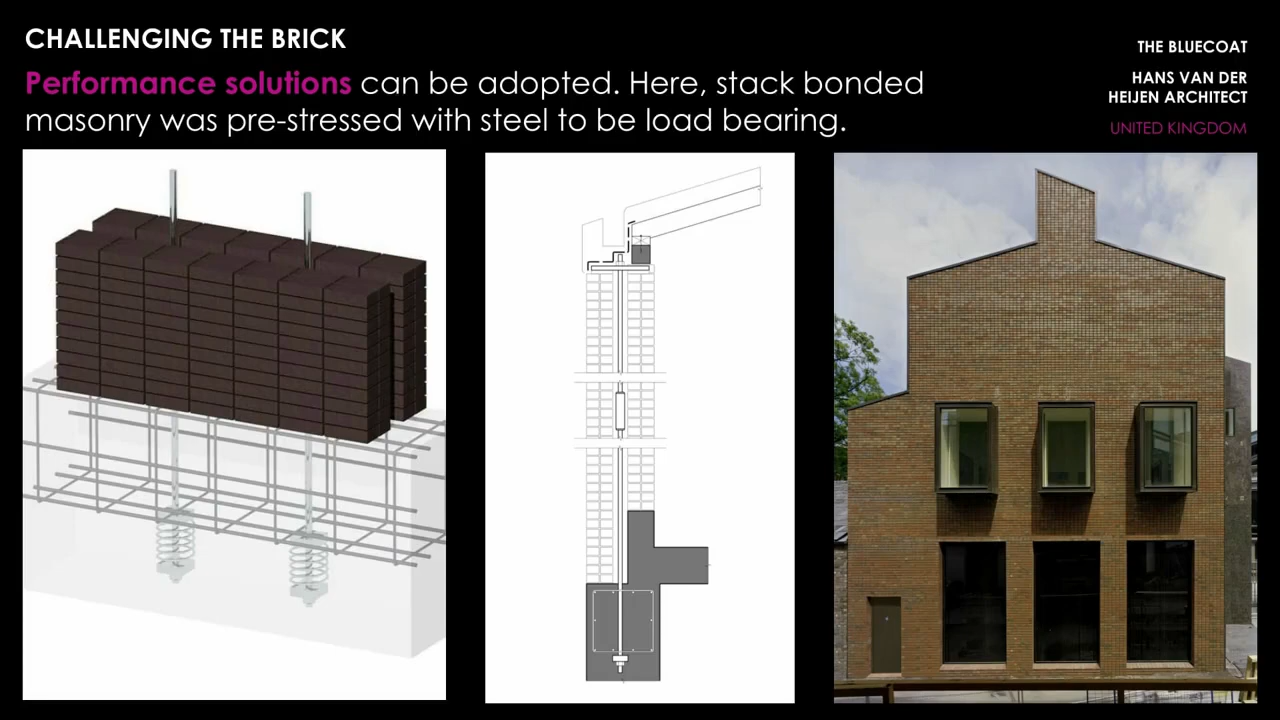 CHALLENGING THE BRICK
Performance solutions can be adopted. Here, stack bonded
masonry was pre-stressed with steel to be load bearing.
THE BLUECOAT
HANS VAN DER
HEIJEN ARCHITECT
UNITED KINGDOM